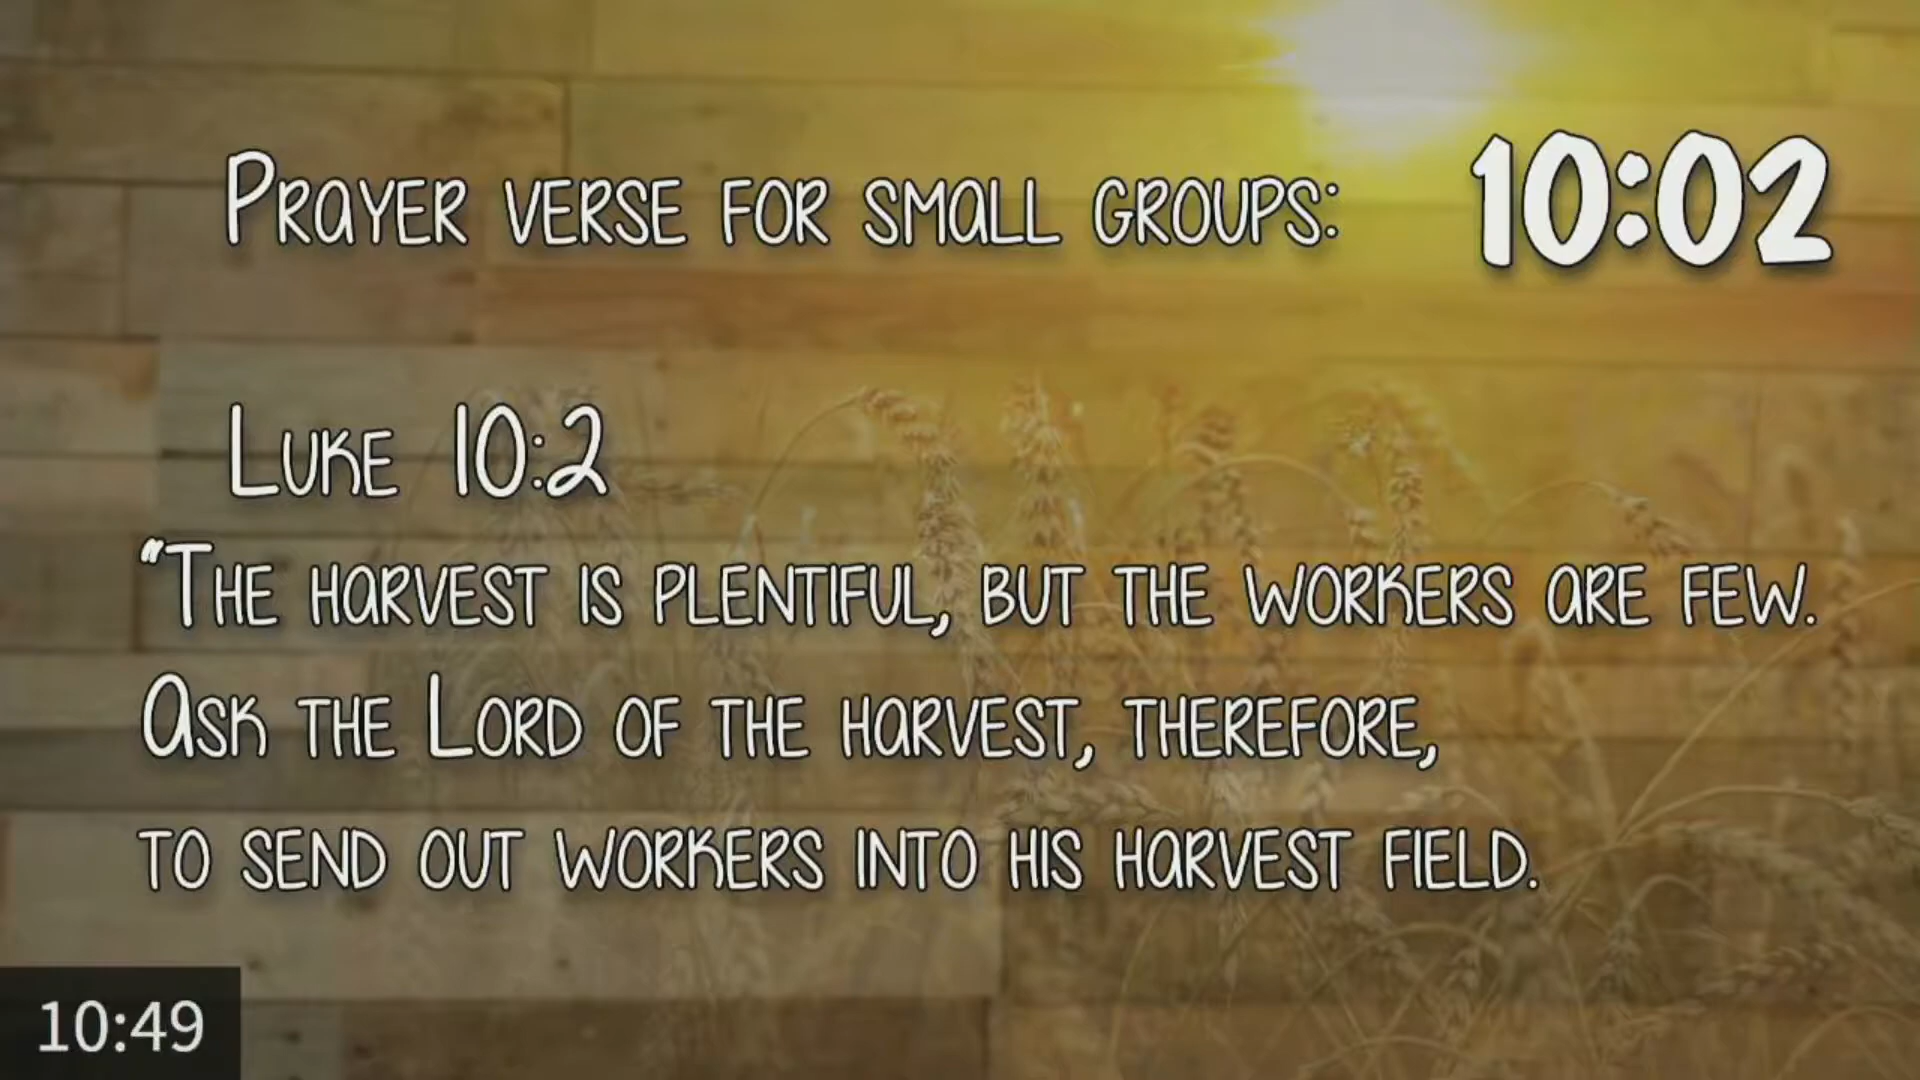 Prayer verse for small groups: 10:02
Luke 10:2
"The harvest is plentiful, but the workers are few.
Ask the Lord of the harvest, therefore,
to send out workers into his harvest field.
10:49